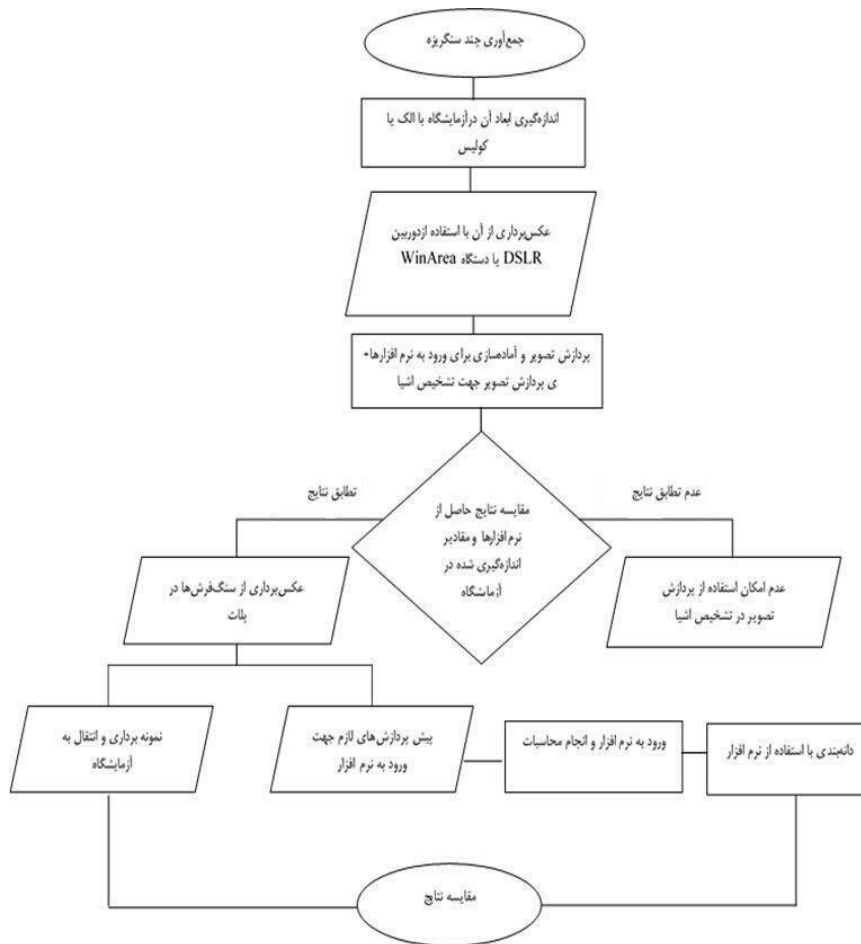 جمع‌آوری چند سنگریزه
اندازه‌گیری ابعاد آن درآزمایشگاه با الک یا
کولیس
عکس‌برداری از آن با استفاده ازدوربین
DSLR یا دستگاه WinArea
پردازش تصویر و آماده‌سازی برای ورود به نرم افزارها-
ی پردازش تصویر جهت تشخیص اشیا
مقایسه نتایج حاصل از
نرم افزارها و مقادیر
اندازه‌گیری شده در
آزمایشگاه
عدم تطابق نتایج
تطابق نتایج
عدم امکان استفاده از پردازش
تصویر در تشخیص اشیا
عکس‌برداری از سنگ‌فرش‌ها در
پلات
نمونه برداری و انتقال به
آزمایشگاه
پیش پردازش‌های لازم جهت
ورود به نرم افزار
ورود به نرم افزار و انجام محاسبات
دانه‌بندی با استفاده از نرم افزار
مقایسه نتایج